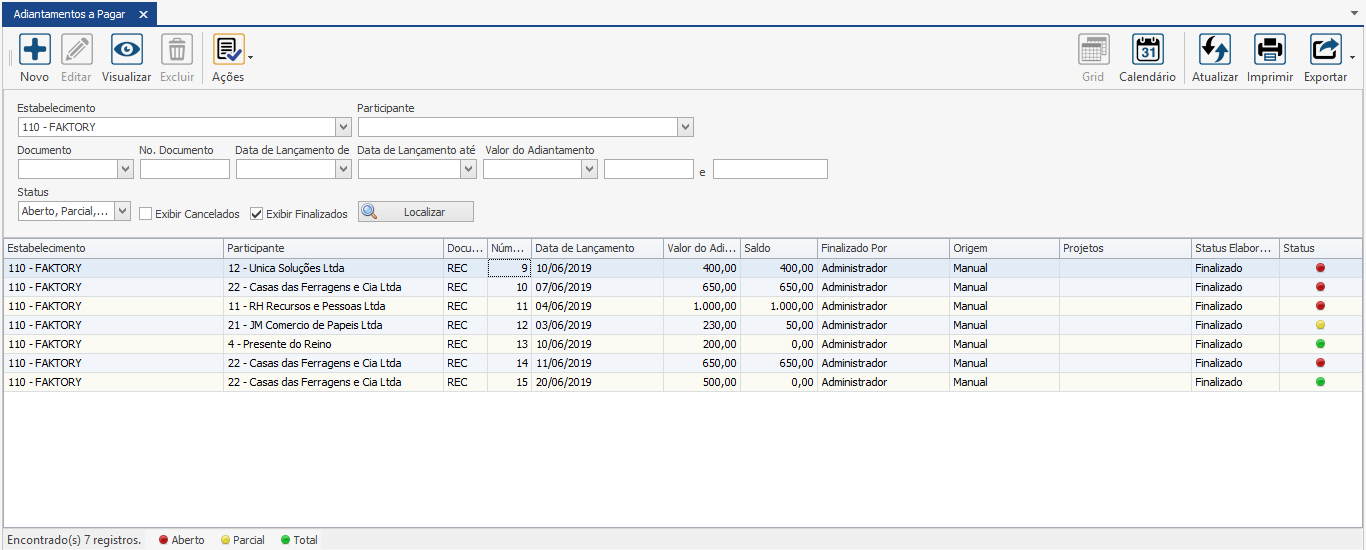 Adiantamentos a Pagar
Novo Editar Visualizar Excluir Ações Grid 31 Calendário Atualizar Imprimir Exportar
Estabelecimento Participante
110 - FAKTORY
Documento No. Documento Data de Lançamento de Data de Lançamento até Valor do Adiantamento
e
Status
Aberto, Parcial,... Exibir Cancelados Exibir Finalizados Localizar
Estabelecimento Participante Docu... Núm... Data de Lançamento Valor do Adi... Saldo Finalizado Por Origem Projetos Status Elabor... Status
110 - FAKTORY 12 - Unica Soluções Ltda REC 9 10/06/2019 400,00 400,00 Administrador Manual Finalizado
110 - FAKTORY 22 - Casas das Ferragens e Cia Ltda REC 10 07/06/2019 650,00 650,00 Administrador Manual Finalizado
110 - FAKTORY 11 - RH Recursos e Pessoas Ltda REC 11 04/06/2019 1.000,00 1.000,00 Administrador Manual Finalizado
110 - FAKTORY 21 - JM Comercio de Papeis Ltda REC 12 03/06/2019 230,00 50,00 Administrador Manual Finalizado
110 - FAKTORY 4 - Presente do Reino REC 13 10/06/2019 200,00 0,00 Administrador Manual Finalizado
110 - FAKTORY 22 - Casas das Ferragens e Cia Ltda REC 14 11/06/2019 650,00 650,00 Administrador Manual Finalizado
110 - FAKTORY 22 - Casas das Ferragens e Cia Ltda REC 15 20/06/2019 500,00 0,00 Administrador Manual Finalizado
Encontrado(s) 7 registros. Aberto Parcial Total